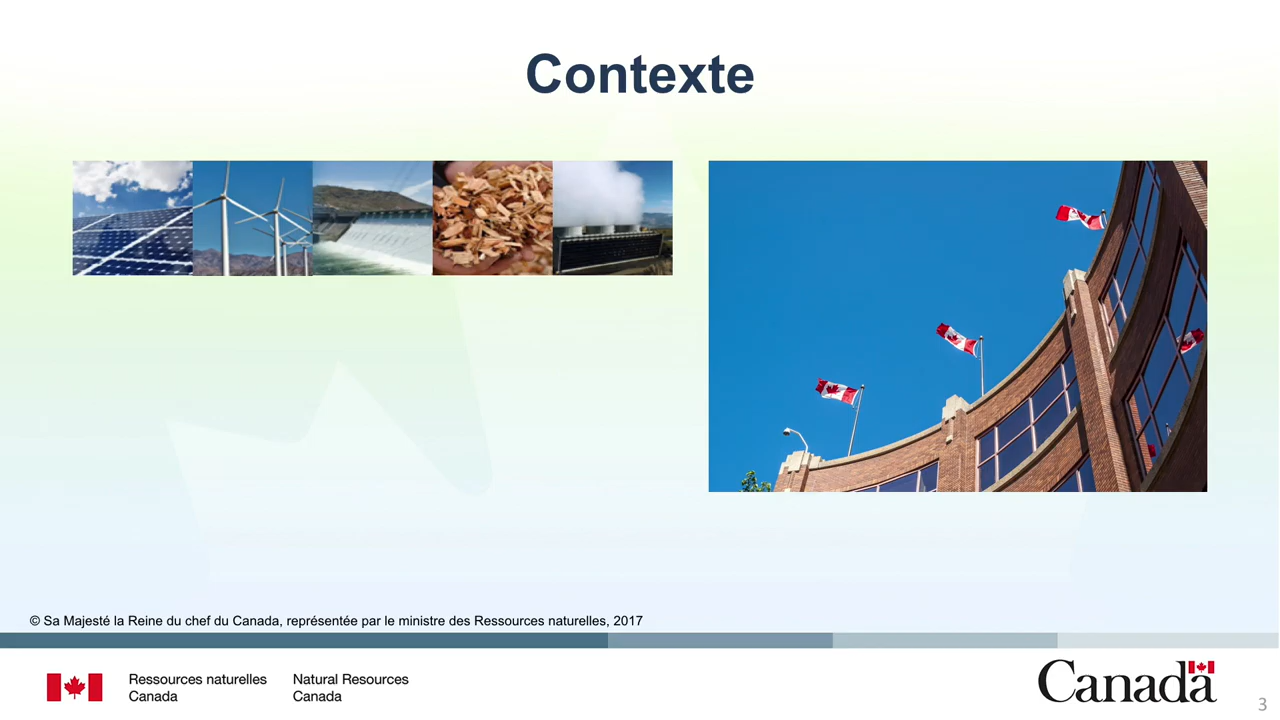 Contexte
© Sa Majesté la Reine du chef du Canada, représentée par le ministre des Ressources naturelles, 2017
Ressources naturelles
Canada
Natural Resources
Canada
Canada
3